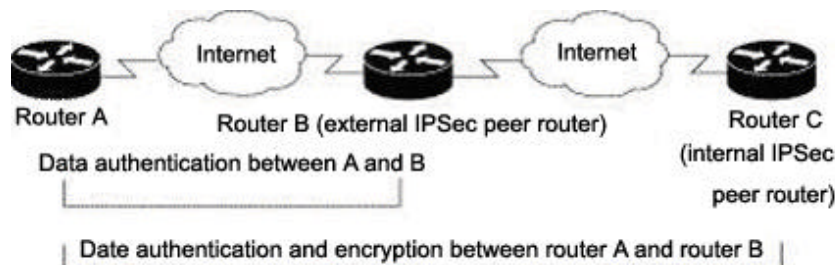 Internet
Internet
Router A
Router B (external IPSec peer router)
Router C
(internal IPSec
peer router)
Data authentication between A and B
Date authentication and encryption between router A and router B